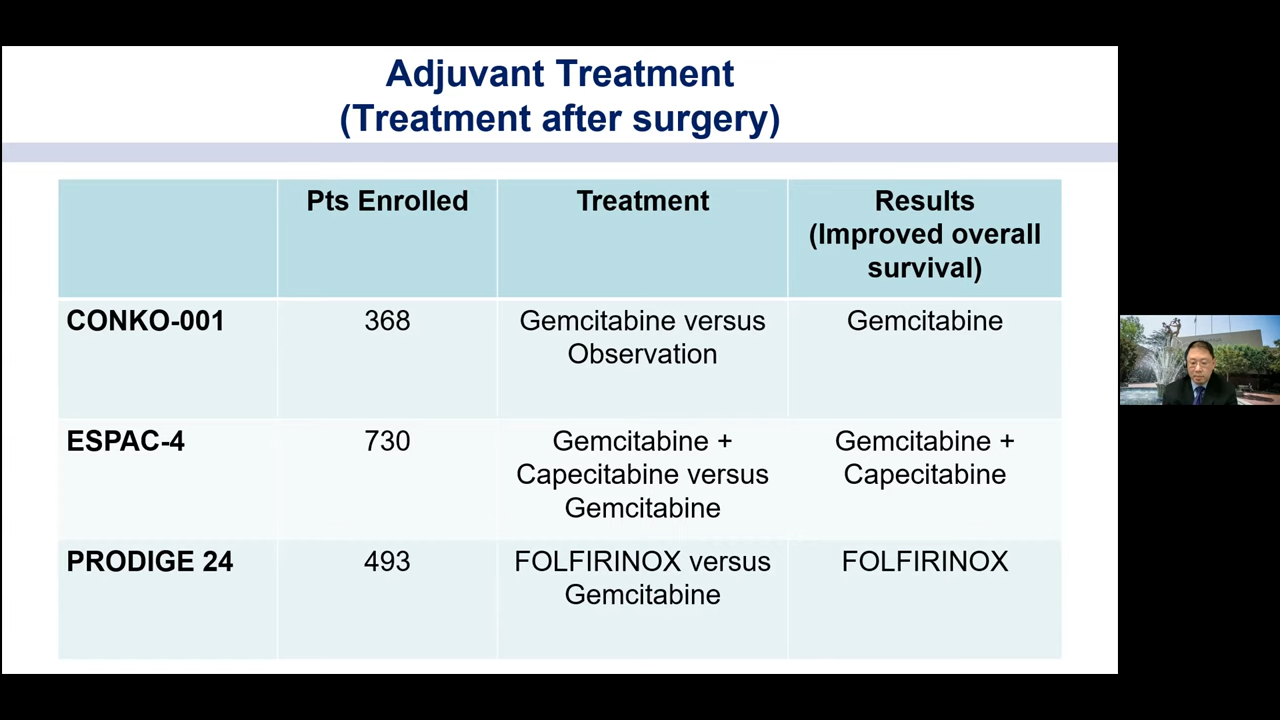 Adjuvant Treatment
(Treatment after surgery)
Pts Enrolled
Treatment
Results
(Improved overall
survival)
CONKO-001
368
Gemcitabine versus
Observation
Gemcitabine
ESPAC-4
730
Gemcitabine +
Capecitabine versus
Gemcitabine
Gemcitabine +
Capecitabine
PRODIGE 24
493
FOLFIRINOX versus
Gemcitabine
FOLFIRINOX